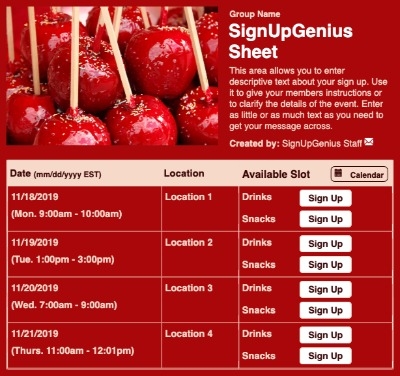 Group Name
SignUpGenius
Sheet
This area allows you to enter
descriptive text about your sign up. Use
it to give your members instructions or
to clarify the details of the event. Enter
as little or as much text as you need to
get your message across.
Created by: SignUpGenius Staff
Date (mm/dd/yyyy EST) Location Available Slot Calendar
11/18/2019 Location 1 Drinks Sign Up
(Mon. 9:00am - 10:00am) Snacks Sign Up
11/19/2019 Location 2 Drinks Sign Up
(Tue. 1:00pm - 3:00pm) Snacks Sign Up
11/20/2019 Location 3 Drinks Sign Up
(Wed. 7:00am - 9:00am) Snacks Sign Up
11/21/2019 Location 4 Drinks Sign Up
(Thurs. 11:00am - 12:01pm) Snacks Sign Up